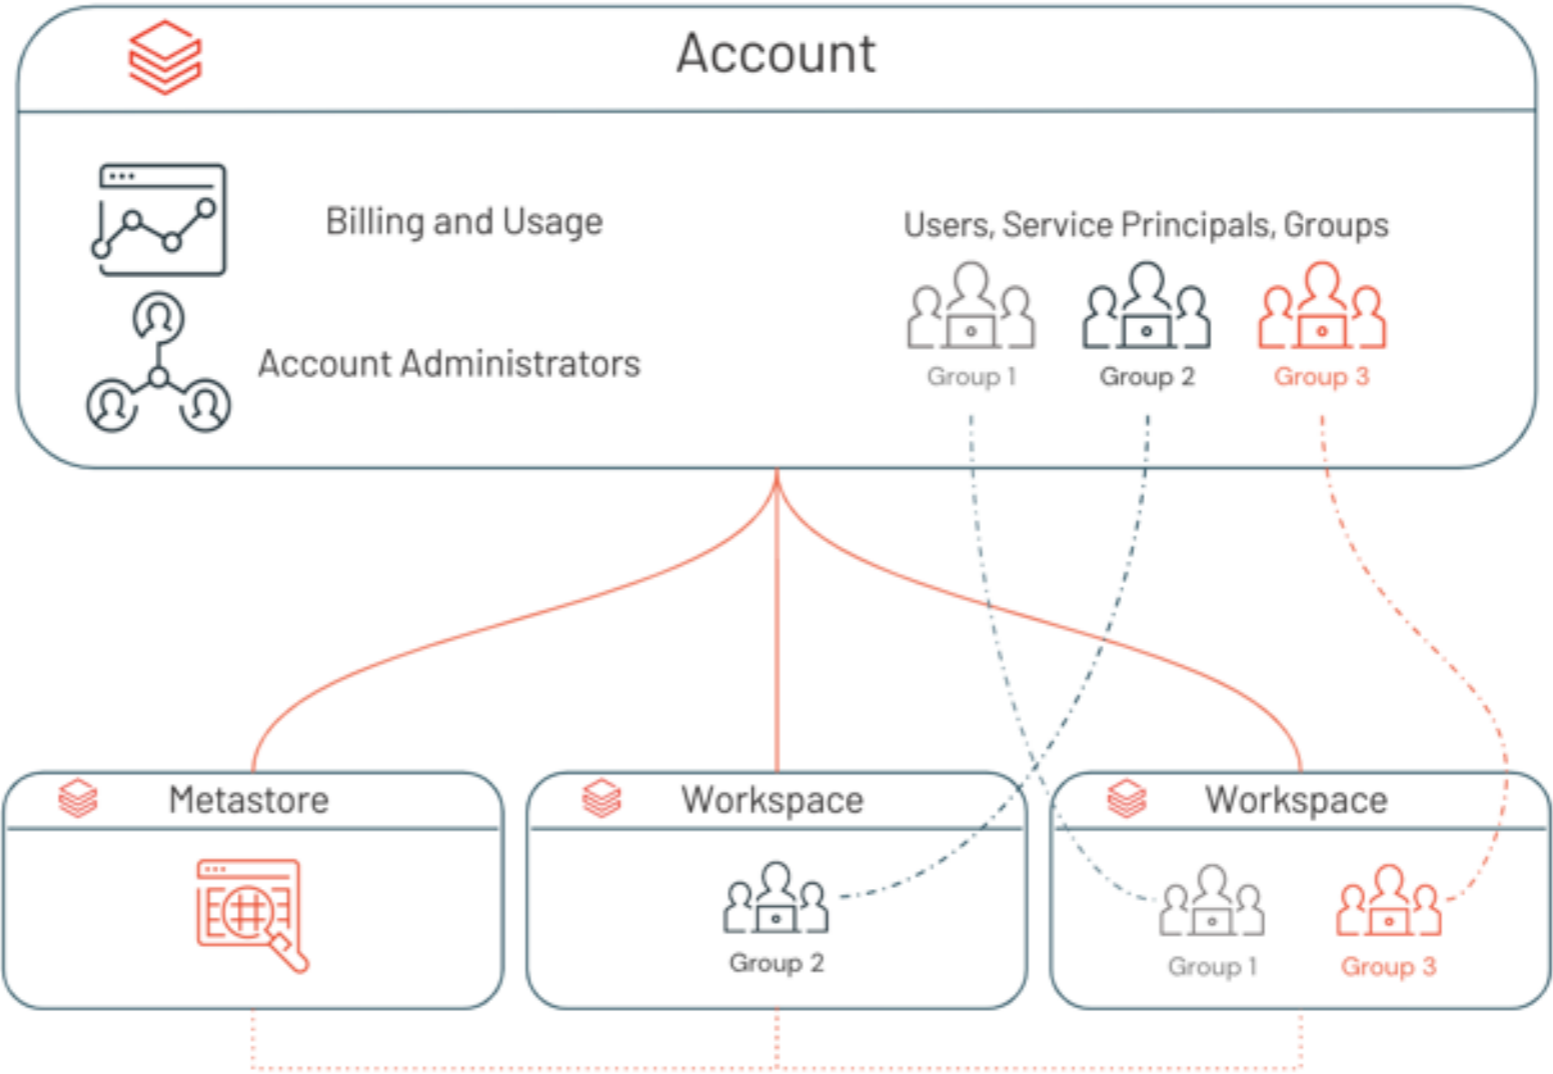 Account
Billing and Usage
Users, Service Principals, Groups
Account Administrators
Group 1
Group 2
Group 3
Metastore
Workspace
Workspace
Group 2
Group 1
Group 3